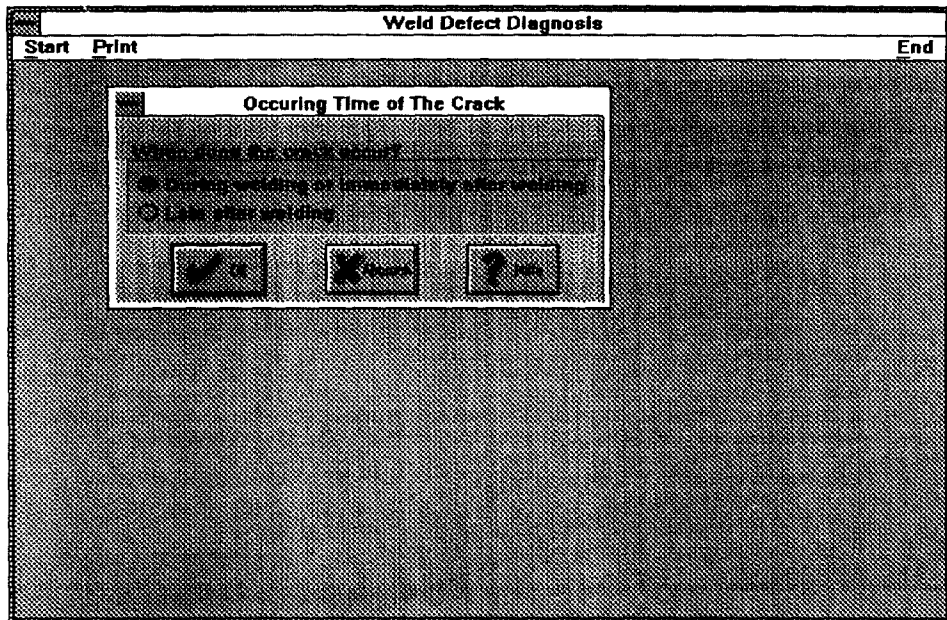 Weld Defect Diagnosis
Start Print End
Occuring Time of The Crack
When does the crack occur?
During welding or immediately after welding
Late after welding
OK